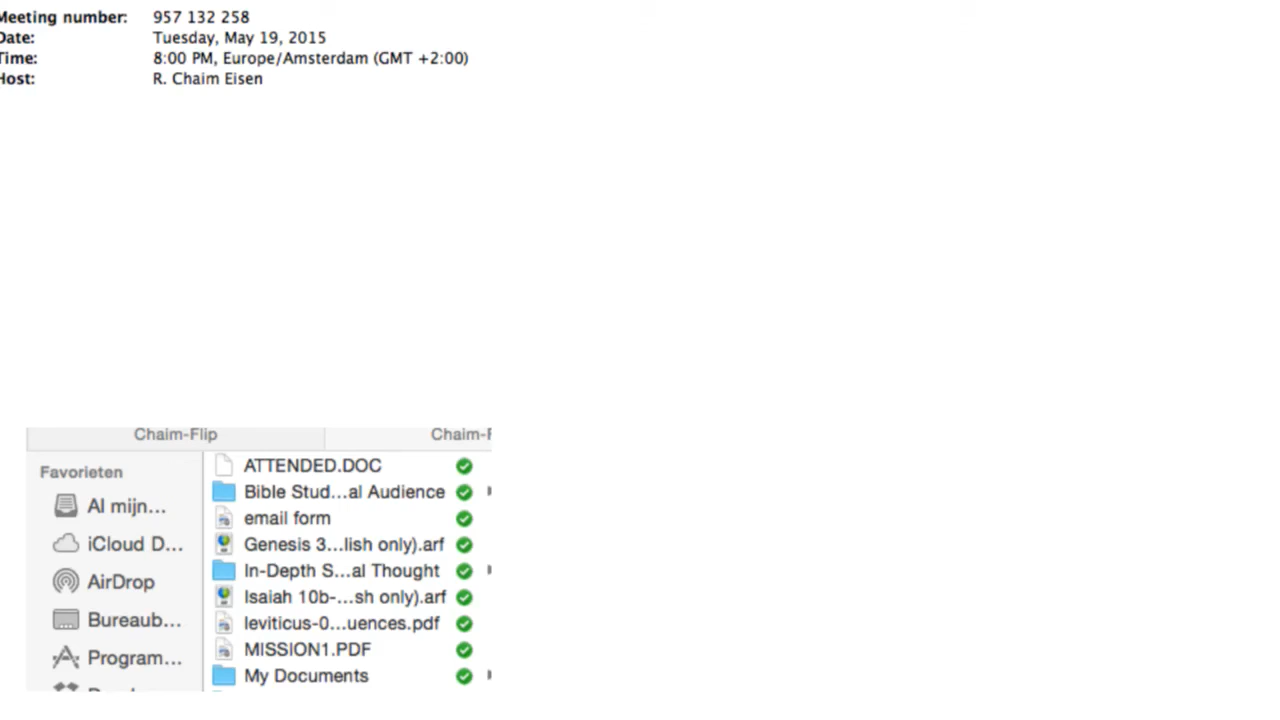 Meeting number: 957 132 258
Date: Tuesday, May 19, 2015
Time: 8:00 PM, Europe/Amsterdam (GMT +2:00)
Host: R. Chaim Eisen
Chaim-Flip Chaim-F
Favorieten
Al mijn...
iCloud D...
AirDrop
Bureaub...
Program...
ATTENDED.DOC
Bible Stud...al Audience
email form
Genesis 3...lish only).arf
In-Depth S...al Thought
Isaiah 10b-...sh only).arf
leviticus-0...uences.pdf
MISSION1.PDF
My Documents